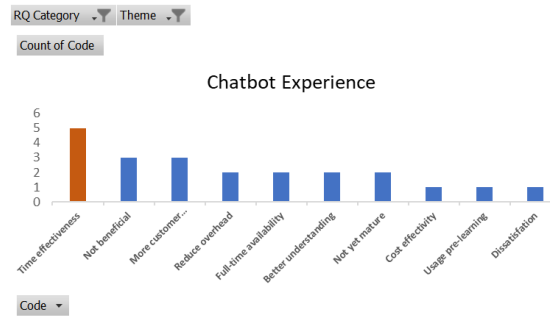 RQ Category Theme
Count of Code
Chatbot Experience
6
5
4
3
2
1
0
Time effectiveness
Not beneficial
More customer...
Reduce overhead
Full-time availability
Better understanding
Not yet mature
Cost effectivity
Usage pre-learning
Dissatisfation
Code